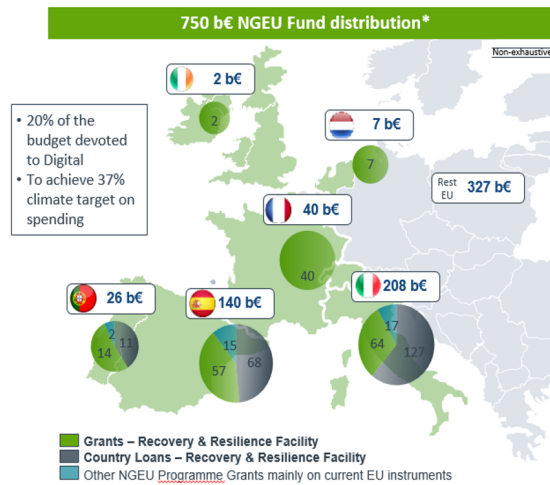 750 b€ NGEU Fund distribution*
Non-exhaustive
2 b€
2
• 20% of the
budget devoted
to Digital
• To achieve 37%
climate target on
spending
7 b€
7
Rest
EU
327 b€
40 b€
40
26 b€
2
11
14
140 b€
15
68
57
208 b€
17
64
127
Grants – Recovery & Resilience Facility
Country Loans – Recovery & Resilience Facility
Other NGEU Programme Grants mainly on current EU instruments